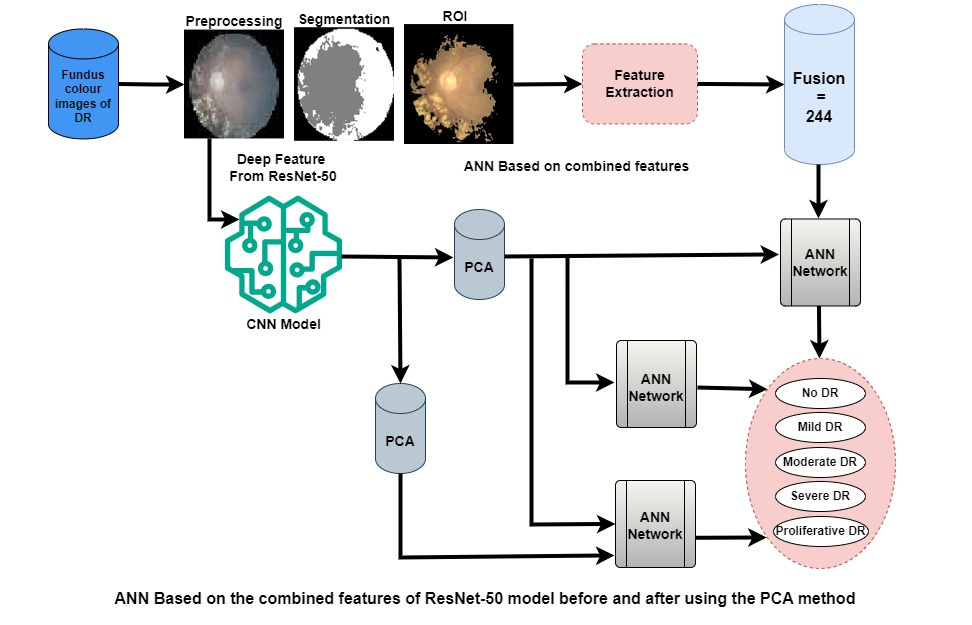 Preprocessing
Segmentation
ROI
Fundus
colour
images of
DR
Feature
Extraction
Fusion
=
244
Deep Feature
From ResNet-50
ANN Based on combined features
CNN Model
PCA
ANN
Network
PCA
ANN
Network
ANN
Network
No DR
Mild DR
Moderate DR
Severe DR
Proliferative DR
ANN Based on the combined features of ResNet-50 model before and after using the PCA method